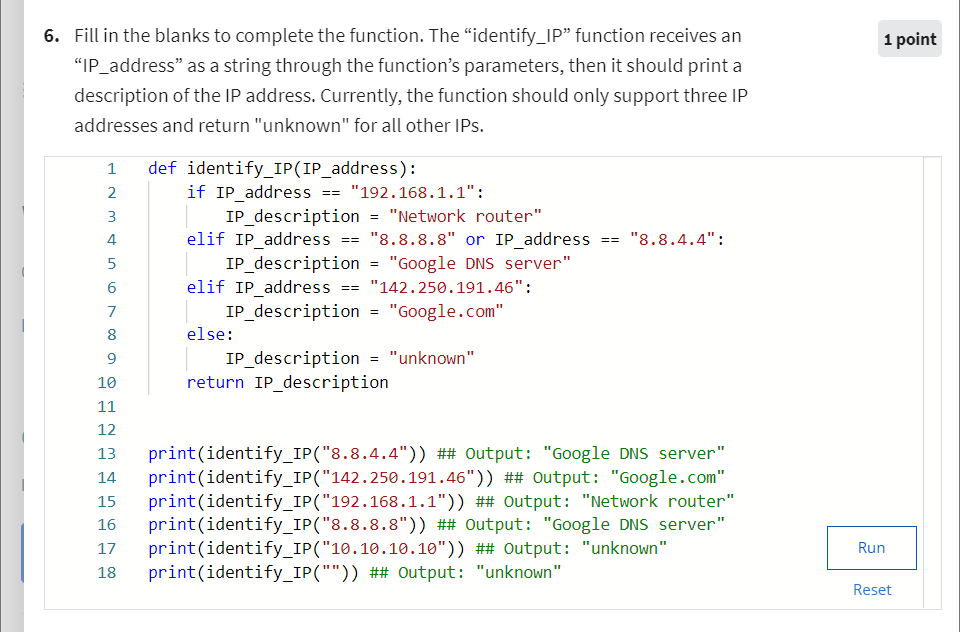 6. Fill in the blanks to complete the function. The “identify_IP” function receives an
1 point
“IP_address” as a string through the function’s parameters, then it should print a
description of the IP address. Currently, the function should only support three IP
addresses and return "unknown" for all other IPs.
1 def identify_IP(IP_address):
2 if IP_address == "192.168.1.1":
3 IP_description = "Network router"
4 elif IP_address == "8.8.8.8" or IP_address == "8.8.4.4":
5 IP_description = "Google DNS server"
6 elif IP_address == "142.250.191.46":
7 IP_description = "Google.com"
8 else:
9 IP_description = "unknown"
10 return IP_description
11
12
13 print(identify_IP("8.8.4.4")) ## Output: "Google DNS server"
14 print(identify_IP("142.250.191.46")) ## Output: "Google.com"
15 print(identify_IP("192.168.1.1")) ## Output: "Network router"
16 print(identify_IP("8.8.8.8")) ## Output: "Google DNS server"
17 print(identify_IP("10.10.10.10")) ## Output: "unknown"
18 print(identify_IP("")) ## Output: "unknown"
Run
Reset